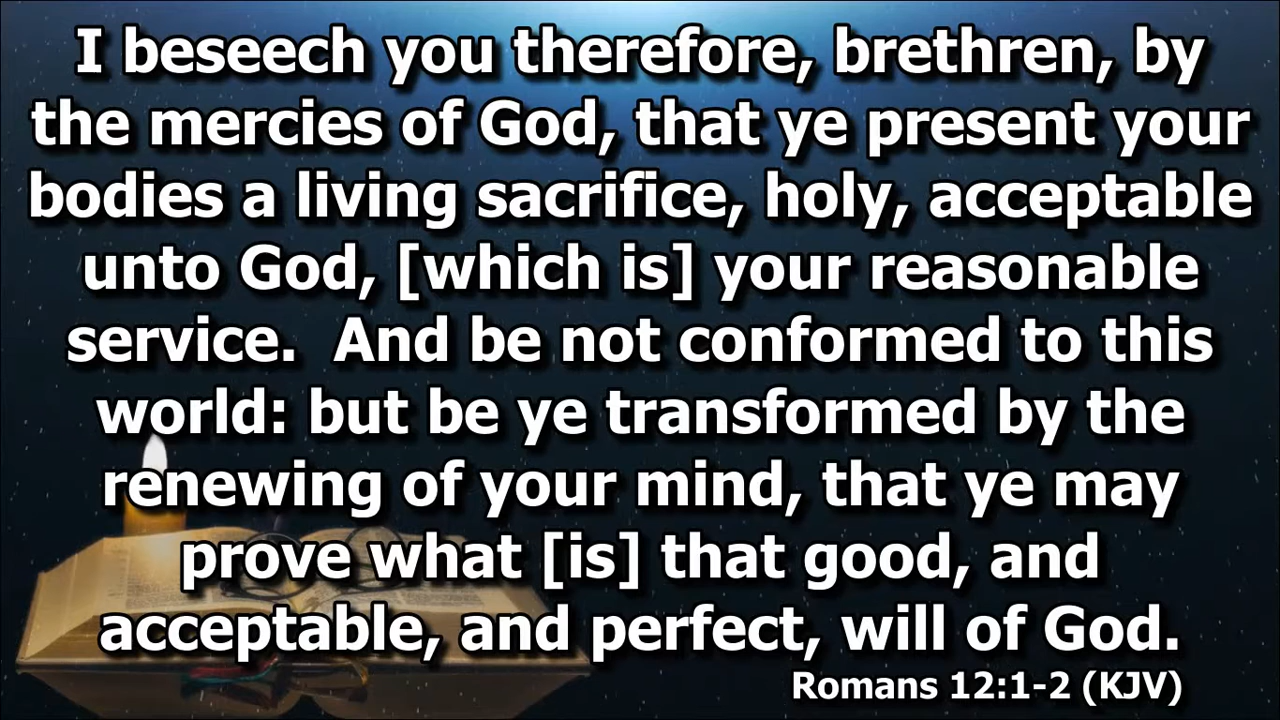 I beseech you therefore, brethren, by
the mercies of God, that ye present your
bodies a living sacrifice, holy, acceptable
unto God, [which is] your reasonable
service.  And be not conformed to this
world: but be ye transformed by the
renewing of your mind, that ye may
prove what [is] that good, and
acceptable, and perfect, will of God.
Romans 12:1-2 (KJV)